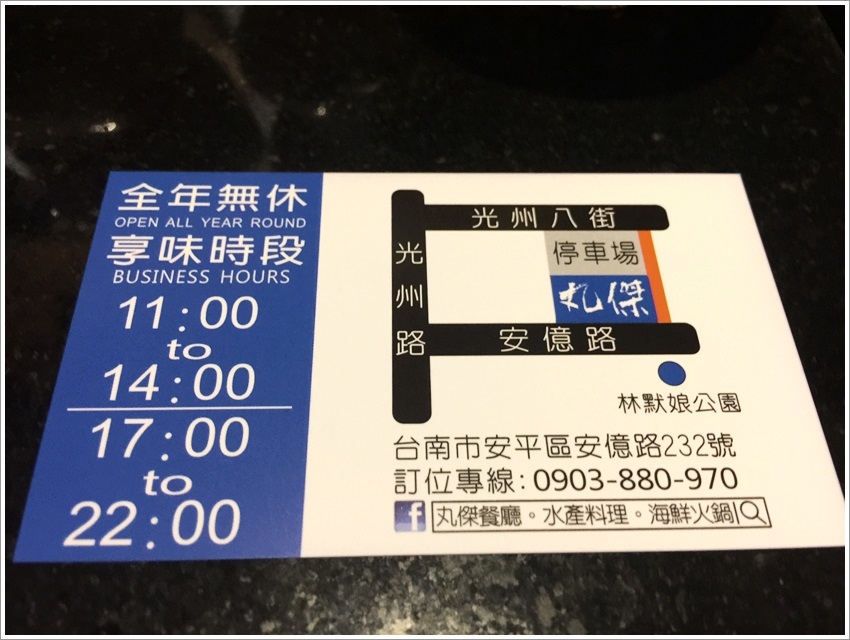 全年無休
OPEN ALL YEAR ROUND
享味時段
BUSINESS HOURS
11:00
to
14:00
17:00
to
22:00
光州八街
光州路
停車場
丸傑
安億路
林默娘公園
台南市安平區安億路232號
訂位專線:0903-880-970
f 丸傑餐廳。水產料理。海鮮火鍋